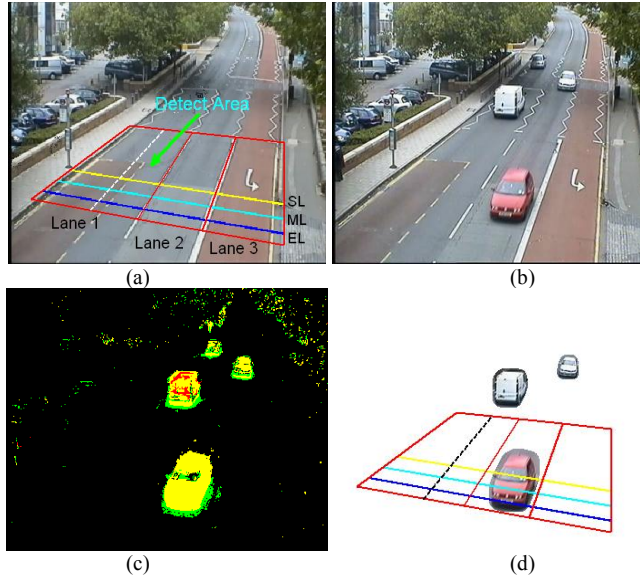 Detect Area
SL
ML
EL
Lane 1
Lane 2
Lane 3
(a)
(b)
(c)
(d)